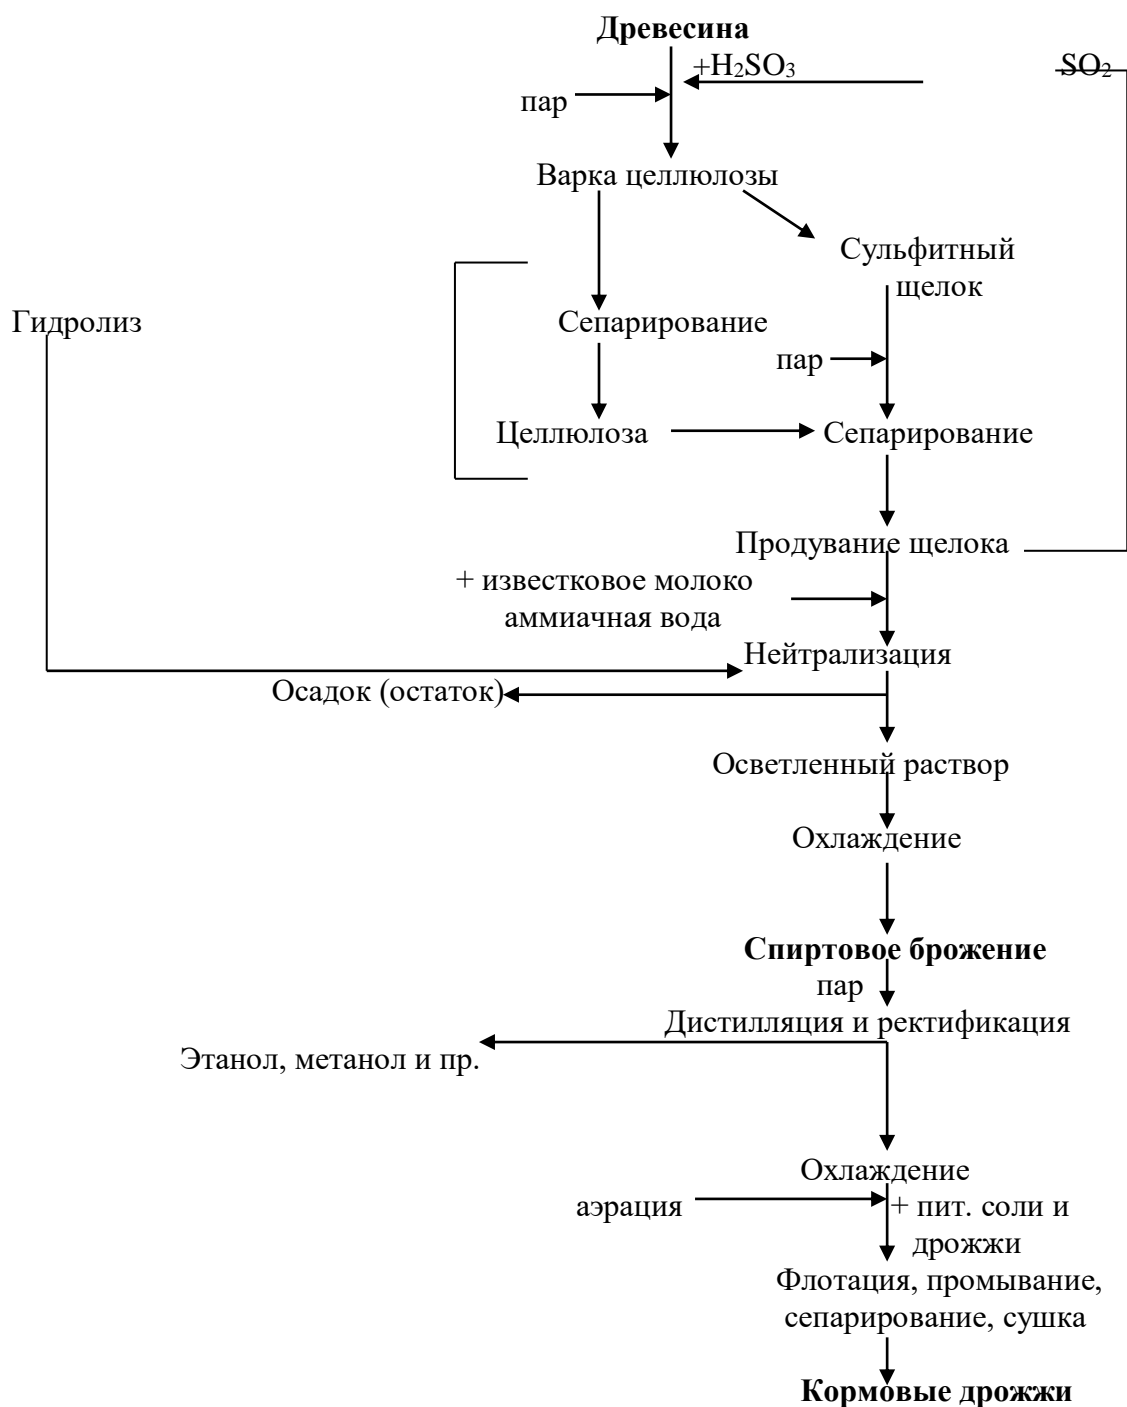 Древесина
+H₂SO₃
SO₂
пар
Варка целлюлозы
Сульфитный
щелок
Гидролиз
Сепарирование
пар
Целлюлоза
Сепарирование
Продувание щелока
+ известковое молоко
аммиачная вода
Нейтрализация
Осадок (остаток)
Осветленный раствор
Охлаждение
Спиртовое брожение
пар
Дистилляция и ректификация
Этанол, метанол и пр.
Охлаждение
аэрация
+ пит. соли и
дрожжи
Флотация, промывание,
сепарирование, сушка
Кормовые дрожжи